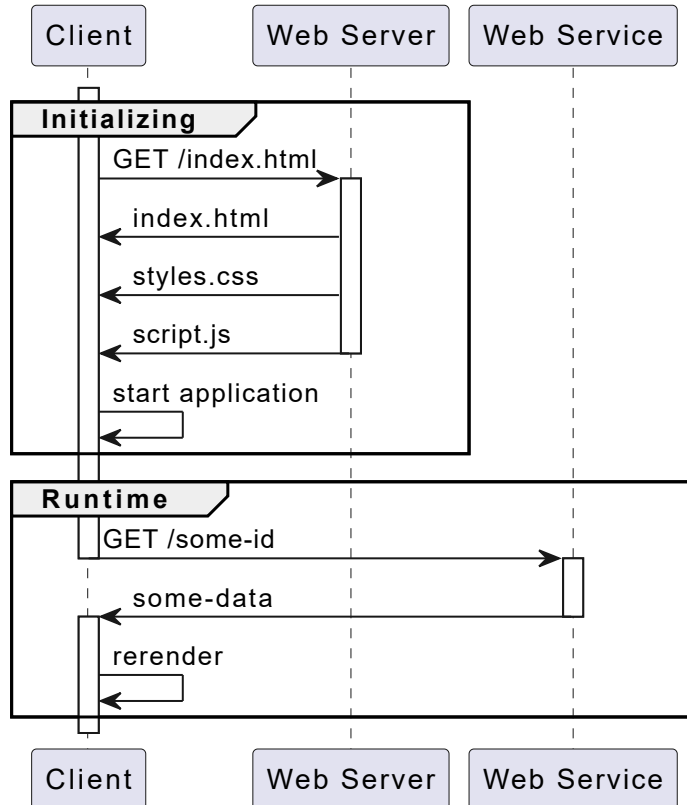 Client Web Server Web Service
Initializing
GET /index.html
index.html
styles.css
script.js
start application
Runtime
GET /some-id
some-data
rerender
Client Web Server Web Service